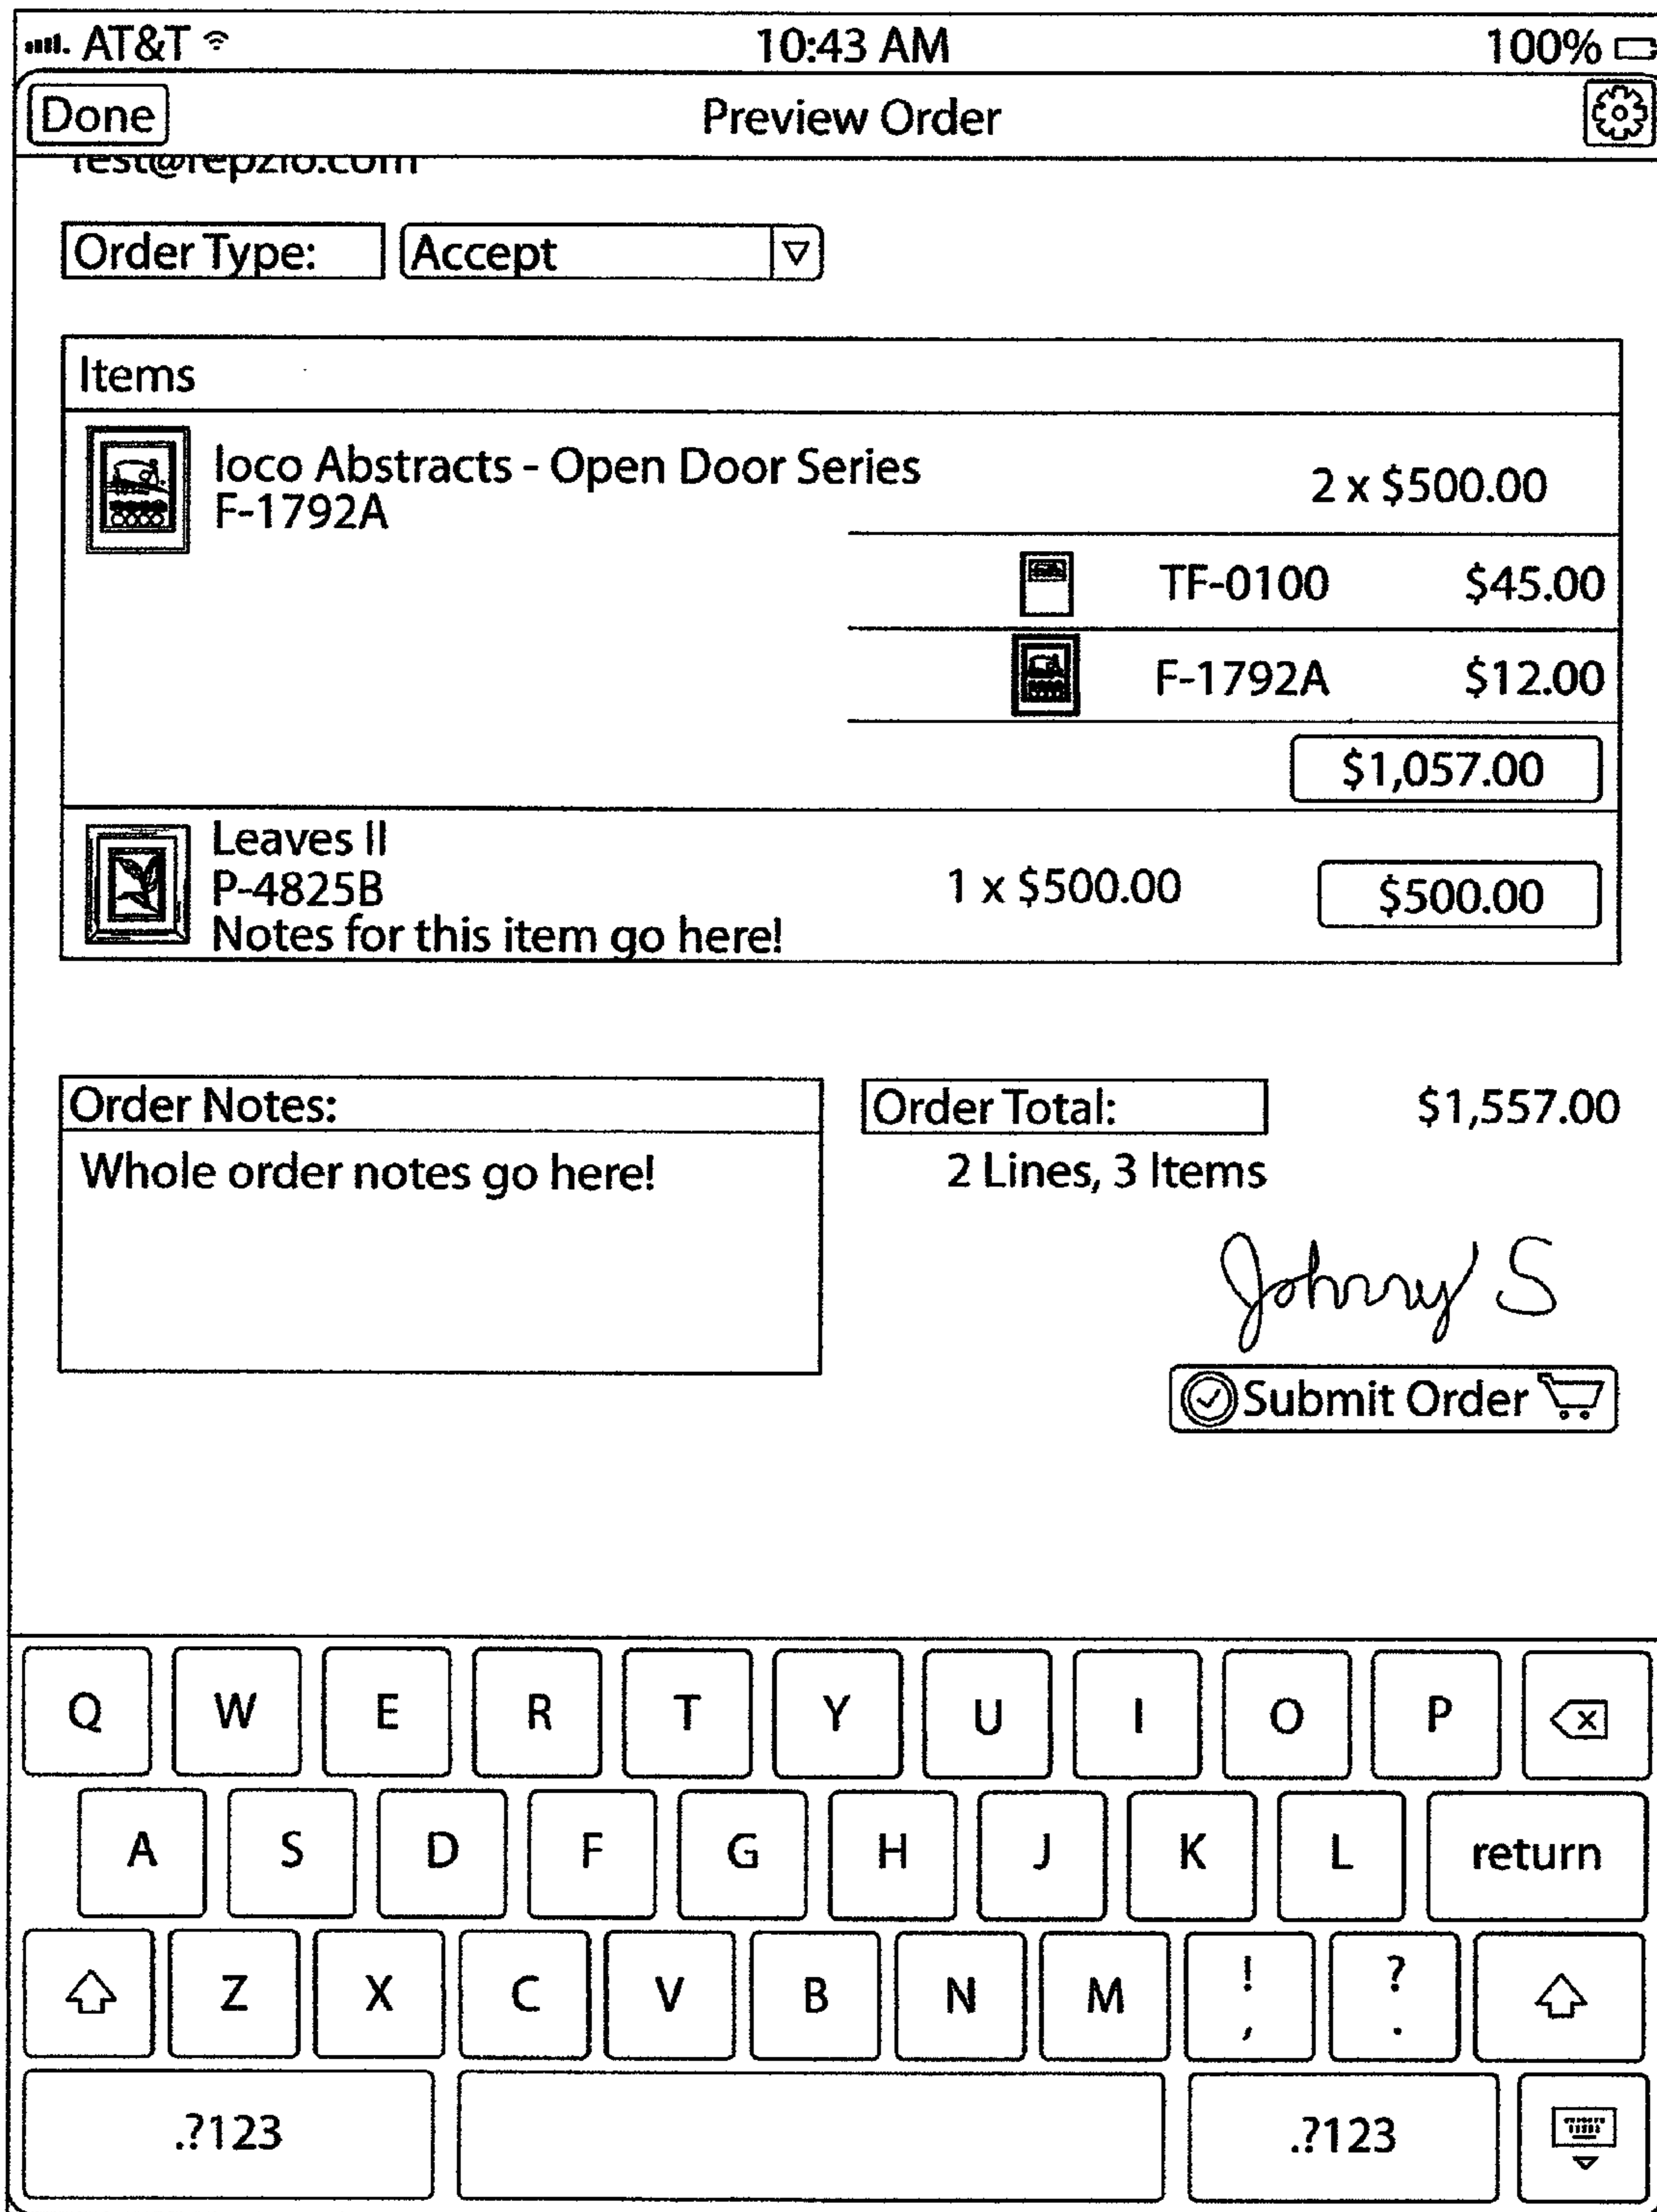 AT&T 10:43 AM 100%
Done Preview Order
Test@repzio.com
Order Type: Accept
Items
loco Abstracts - Open Door Series
F-1792A
2 x $500.00
TF-0100 $45.00
F-1792A $12.00
$1,057.00
Leaves II
P-4825B
Notes for this item go here!
1 x $500.00 $500.00
Order Notes:
Whole order notes go here!
Order Total: $1,557.00
2 Lines, 3 Items
Johnny S
Submit Order
Q W E R T Y U I O P
A S D F G H J K L return
Z X C V B N M ! , ? .
.?123 .?123